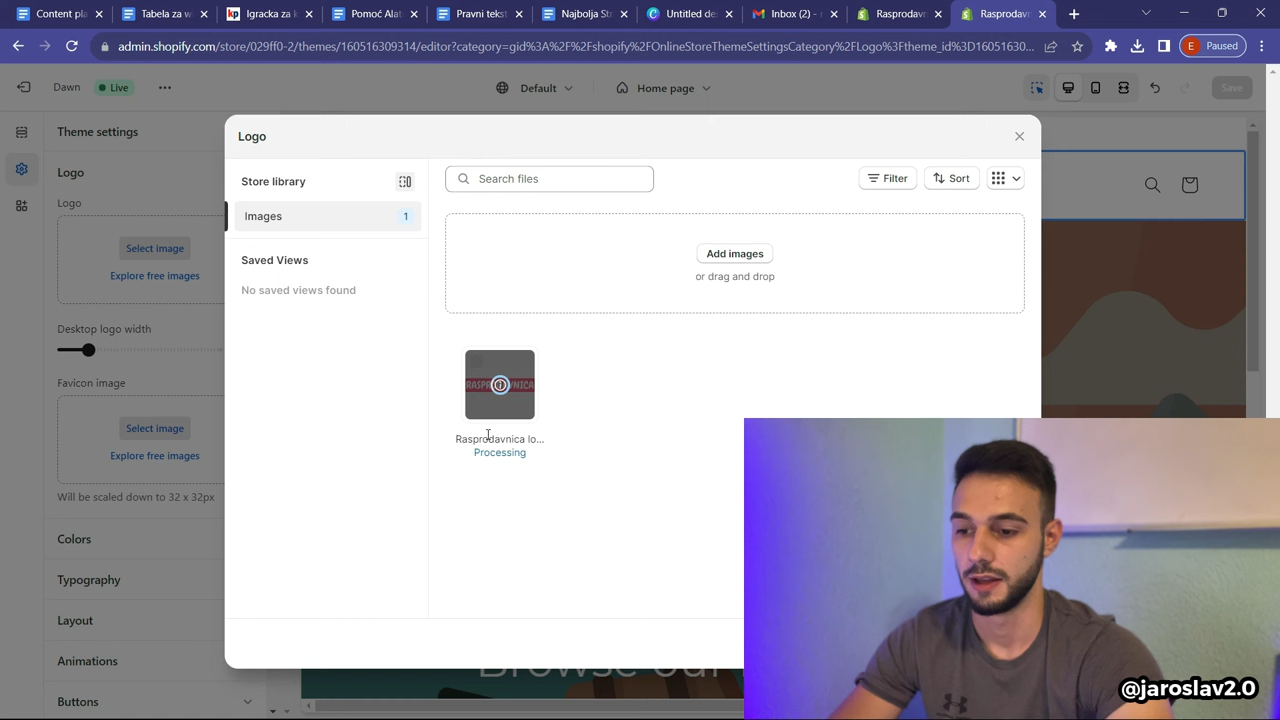 Content plan
Tabela za w
Igracka za k
Pomoć Alat
Pravni tekst
Najbolja Str
Untitled de
Inbox (2) -
Rasprodav
Rasprodav
admin.shopify.com/store/029ff0-2/themes/160516309314/editor?category=gid%3A%2F%2Fshopify%2FOnlineStoreThemeSettingsCategory%2FLogo%3Ftheme_id%3D16051630...
E Paused
Dawn Live
Default
Home page
Save
Theme settings
Logo
Logo
Select image
Explore free images
Desktop logo width
Favicon image
Select image
Explore free images
Will be scaled down to 32 x 32px
Colors
Typography
Layout
Animations
Buttons
Logo
Store library
Images 1
Saved Views
No saved views found
Search files
Filter
Sort
Add images
or drag and drop
Rasprodavnica lo...
Processing
Browse our
@jaroslav2.0